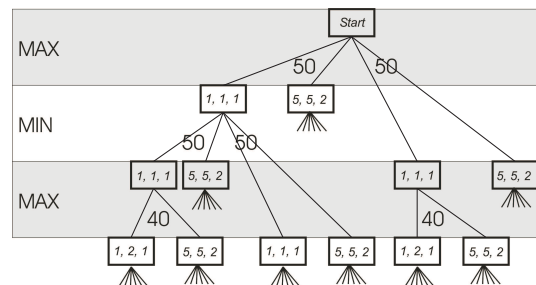 Start
MAX
50 50
1, 1, 1 5, 5, 2
MIN
50 50
1, 1, 1 5, 5, 2 1, 1, 1 5, 5, 2
MAX
40 40
1, 2, 1 5, 5, 2 1, 1, 1 5, 5, 2 1, 2, 1 5, 5, 2